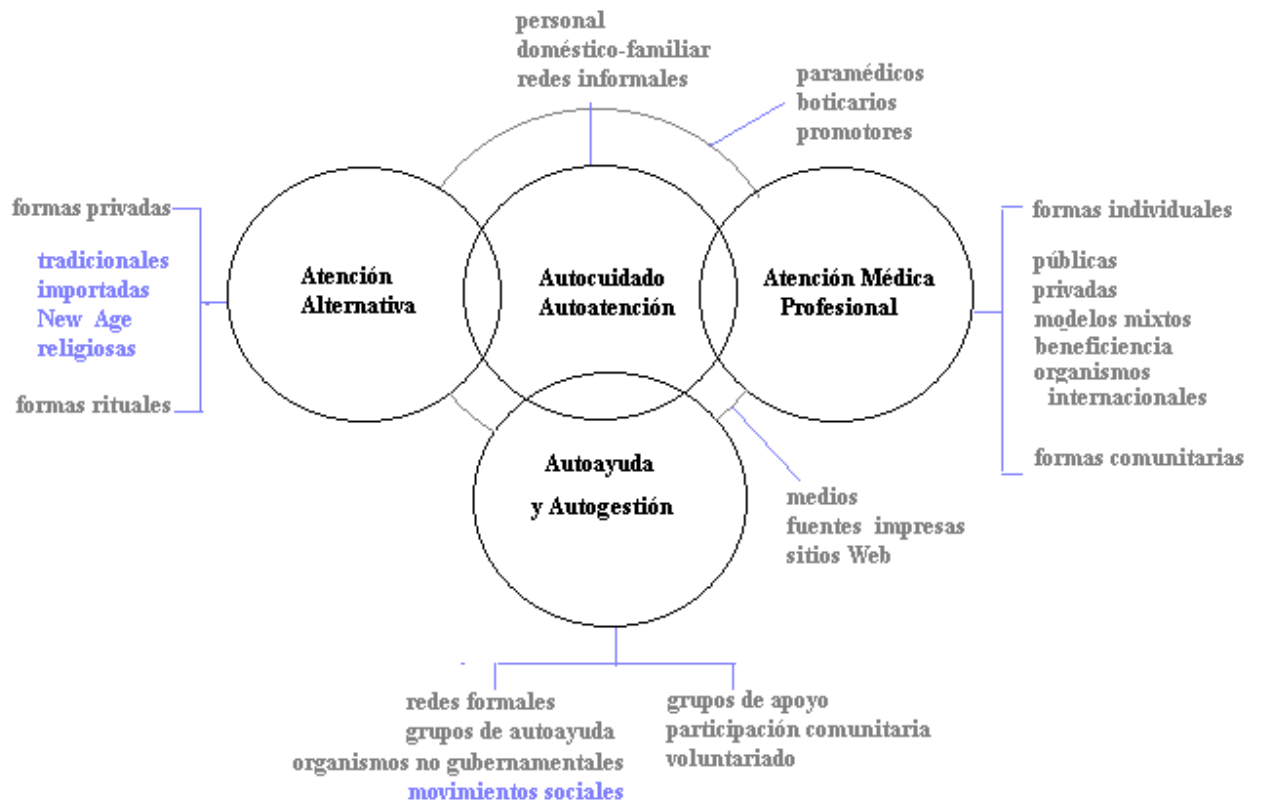 personal
doméstico-familiar
redes informales
paramédicos
boticarios
promotores
formas privadas
tradicionales
importadas
New Age
religiosas
formas rituales
Atención
Alternativa
Autocuidado
Autoatención
Atención Médica
Profesional
formas individuales
públicas
privadas
modelos mixtos
beneficiencia
organismos
internacionales
formas comunitarias
Autoayuda
y Autogestión
medios
fuentes impresas
sitios Web
redes formales
grupos de autoayuda
organismos no gubernamentales
movimientos sociales
grupos de apoyo
participación comunitaria
voluntariado